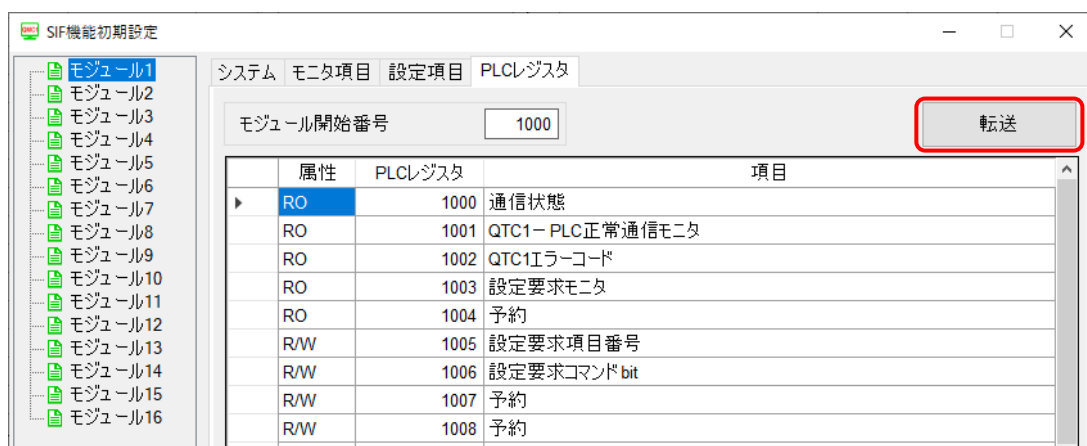 QMC1 SIF機能初期設定
モジュール1
モジュール2
モジュール3
モジュール4
モジュール5
モジュール6
モジュール7
モジュール8
モジュール9
モジュール10
モジュール11
モジュール12
モジュール13
モジュール14
モジュール15
モジュール16
システム モニタ項目 設定項目 PLCレジスタ
モジュール開始番号 1000 転送
属性 PLCレジスタ 項目
RO 1000 通信状態
RO 1001 QTC1－PLC正常通信モニタ
RO 1002 QTC1エラーコード
RO 1003 設定要求モニタ
RO 1004 予約
R/W 1005 設定要求項目番号
R/W 1006 設定要求コマンドbit
R/W 1007 予約
R/W 1008 予約